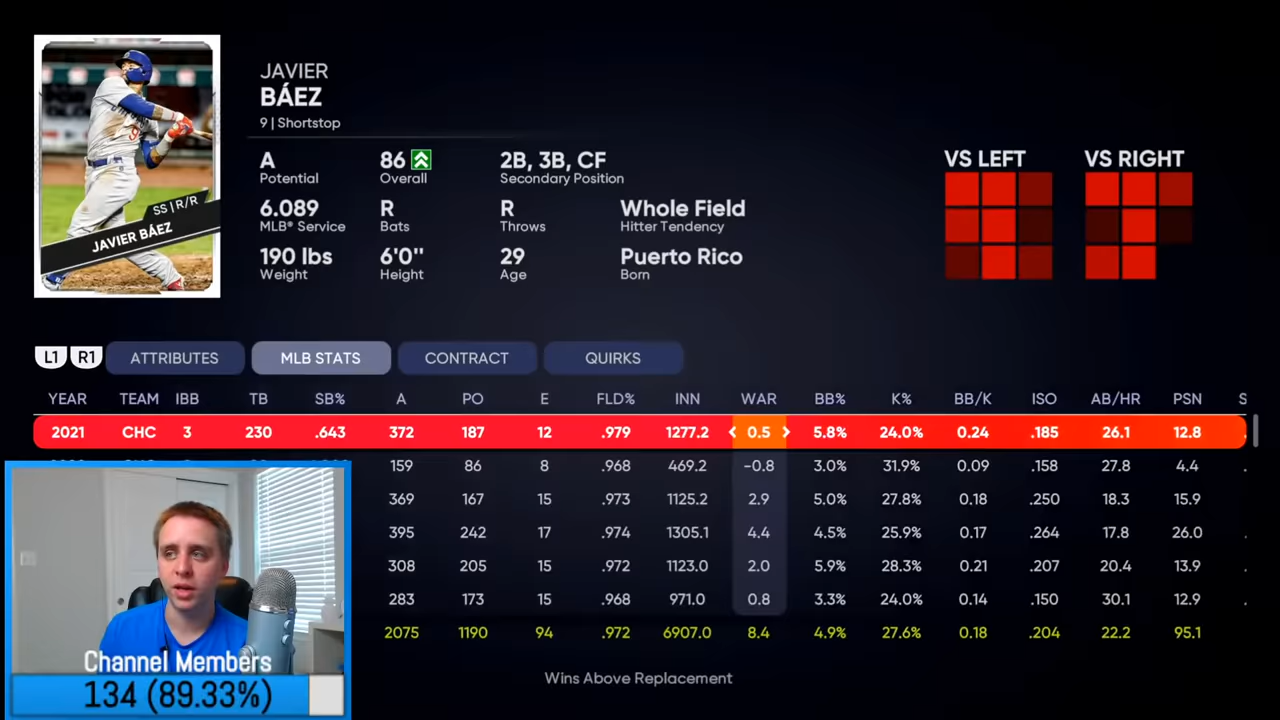 JAVIER
BÁEZ
9 | Shortstop
A
Potential
86
Overall
2B, 3B, CF
Secondary Position
6.089
MLB® Service
R
Bats
R
Throws
Whole Field
Hitter Tendency
190 lbs
Weight
6'0"
Height
29
Age
Puerto Rico
Born
VS LEFT
VS RIGHT
SS | R/R
JAVIER BÁEZ
L1 R1 ATTRIBUTES MLB STATS CONTRACT QUIRKS
YEAR TEAM IBB TB SB% A PO E FLD% INN WAR BB% K% BB/K ISO AB/HR PSN S
2021 CHC 3 230 .643 372 187 12 .979 1277.2 0.5 5.8% 24.0% 0.24 .185 26.1 12.8
159 86 8 .968 469.2 -0.8 3.0% 31.9% 0.09 .158 27.8 4.4
369 167 15 .973 1125.2 2.9 5.0% 27.8% 0.18 .250 18.3 15.9
395 242 17 .974 1305.1 4.4 4.5% 25.9% 0.17 .264 17.8 26.0
308 205 15 .972 1123.0 2.0 5.9% 28.3% 0.21 .207 20.4 13.9
283 173 15 .968 971.0 0.8 3.3% 24.0% 0.14 .150 30.1 12.9
2075 1190 94 .972 6907.0 8.4 4.9% 27.6% 0.18 .204 22.2 95.1
Wins Above Replacement
Channel Members
134 (89.33%)